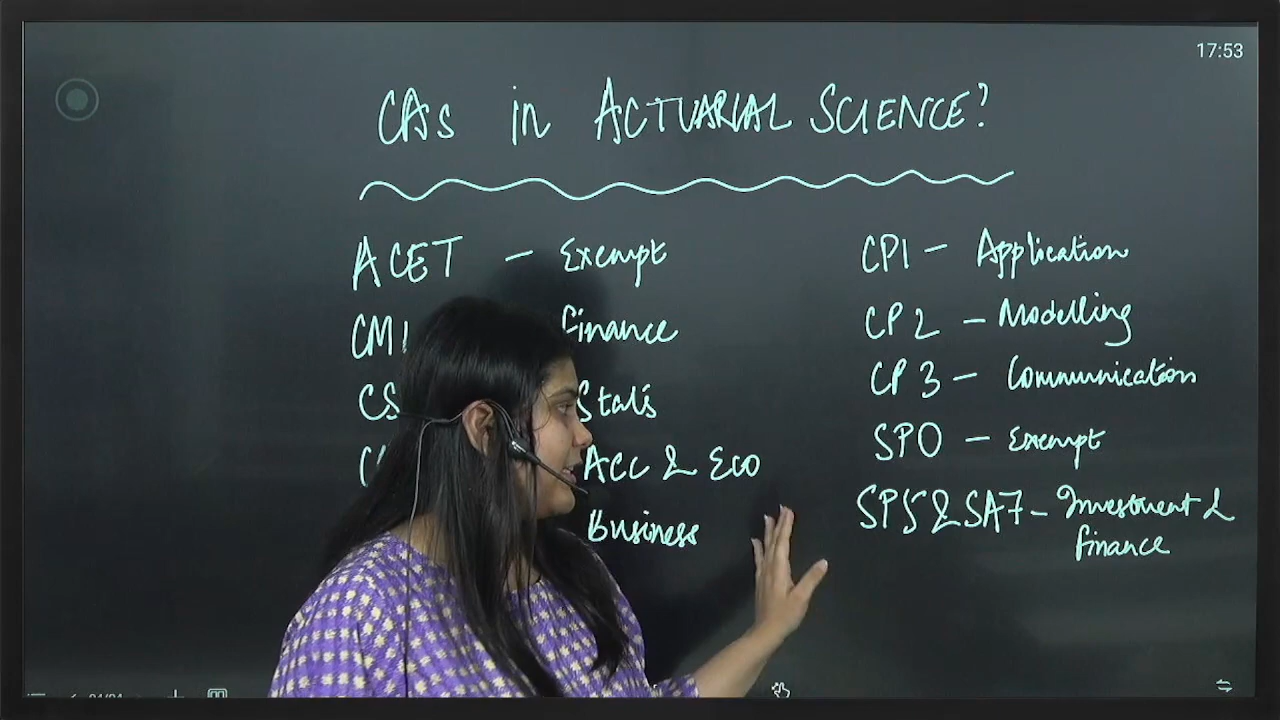 17:53
CAs in ACTUARIAL SCIENCE?
ACET - Exempt
CM1 Finance
CS Stats
C ACC & ECO
Business
CP1 - Application
CP2 - Modelling
CP3 - Communication
SPO - Exempt
SP5 & SA7 - Investment &
Finance